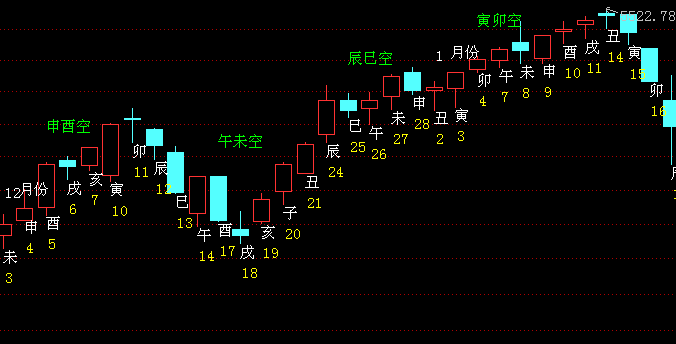 寅卯空
5522.78
辰巳空
1 月份
申酉空
午未空
12月份
未
3
申
4
酉
5
戌
6
亥
7
寅
10
卯
11
辰
12
巳
13
午
14
酉
17
戌
18
亥
19
子
20
丑
21
辰
24
巳
25
午
26
未
27
申
28
丑
2
寅
3
卯
4
午
7
未
8
申
9
酉
10
戌
11
丑
14
寅
15
卯
16